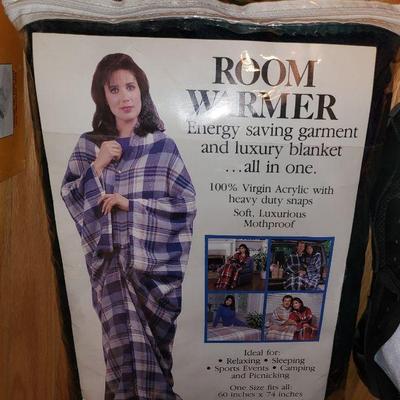 ROOM
WARMER
Energy saving garment
and luxury blanket
...all in one.
100% Virgin Acrylic with
heavy duty snaps
Soft, Luxurious
Mothproof
Ideal for:
• Relaxing • Sleeping
• Sports Events • Camping
and Picnicking
One Size fits all:
60 inches x 74 inches